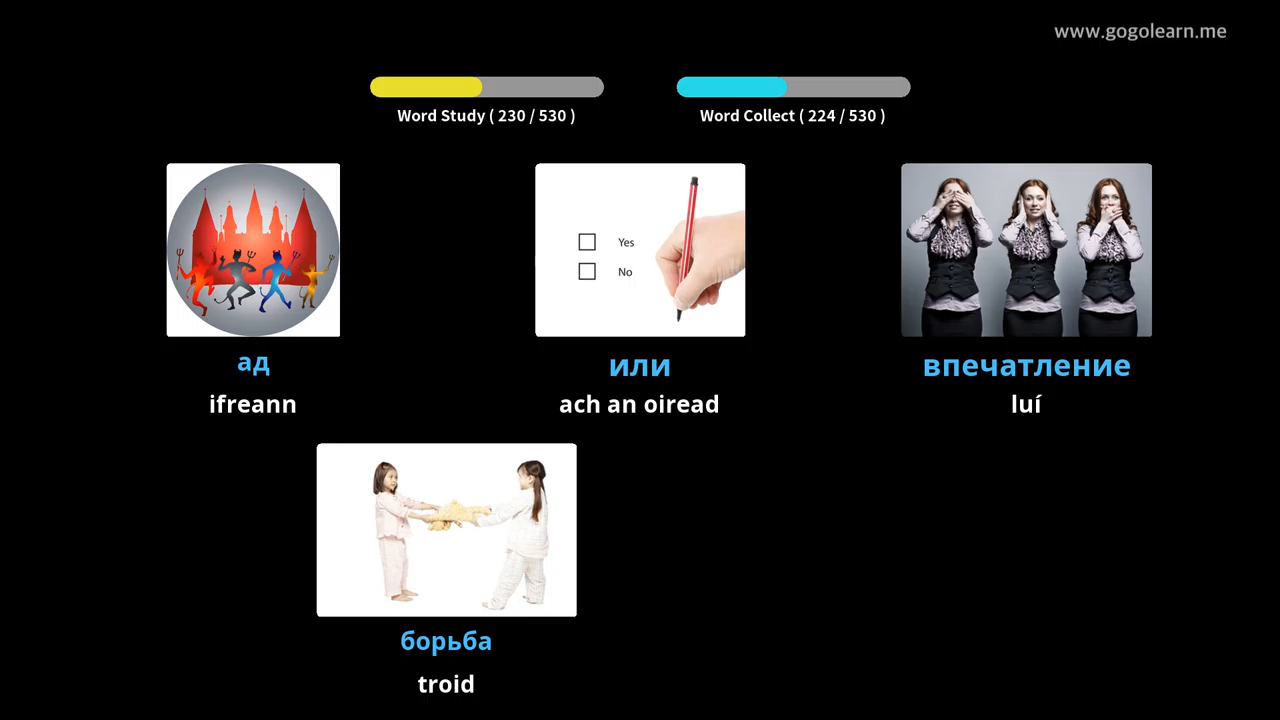 www.gogolearn.me
Word Study ( 230 / 530 )
Word Collect ( 224 / 530 )
Yes
No
ад
ifreann
или
ach an oiread
впечатление
luí
борьба
troid